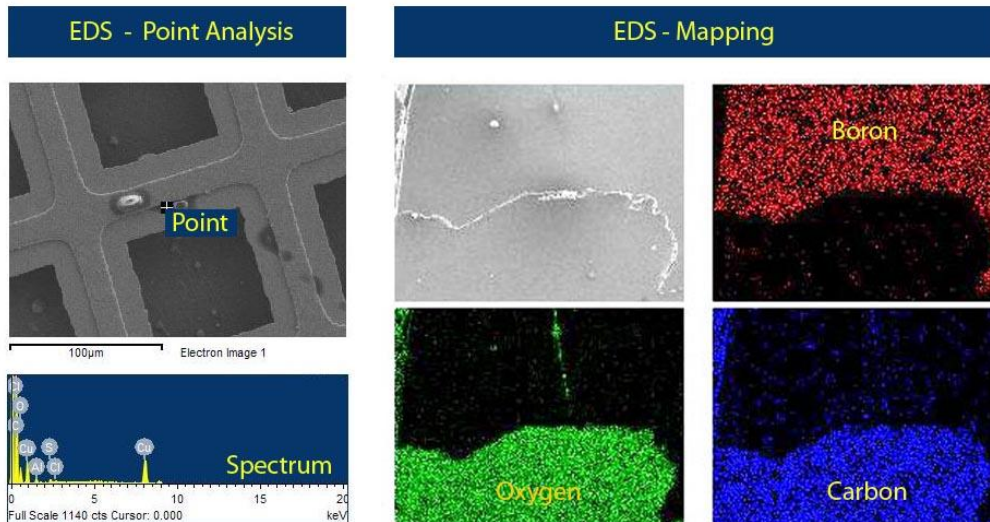 EDS - Point Analysis
EDS - Mapping
Point
100µm
Electron Image 1
Cl
O
C
Cu
Al
S
Cl
Cu
Spectrum
0
5
10
15
20
Full Scale 1140 cts Cursor: 0.000
keV
Boron
Oxygen
Carbon